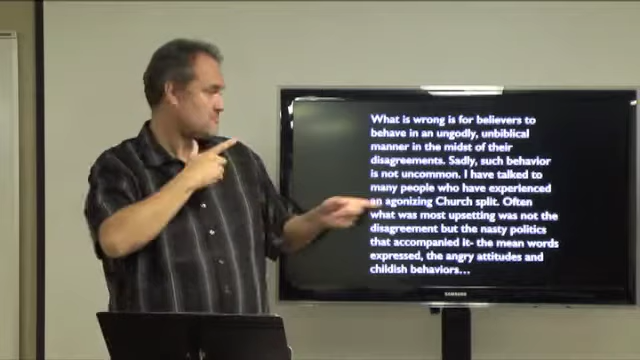 What is wrong is for believers to
behave in an ungodly, unbiblical
manner in the midst of their
disagreements. Sadly, such behavior
is not uncommon. I have talked to
many people who have experienced
an agonizing Church split. Often
what was most upsetting was not the
disagreement but the nasty politics
that accompanied it- the mean words
expressed, the angry attitudes and
childish behaviors...
SAMSUNG